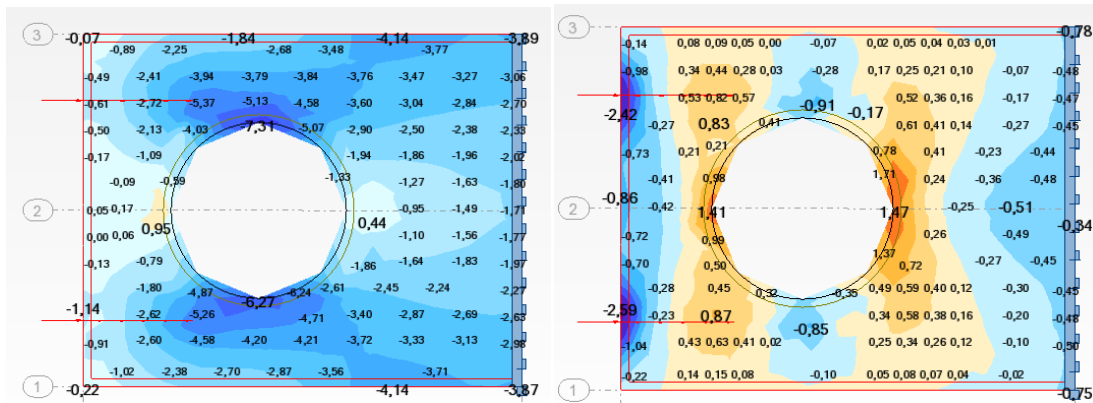 3
-0,07 -1,84 -4,14 -3,89
-0,89 -2,25 -2,68 -3,48 -3,77
-0,49 -2,41 -3,94 -3,79 -3,84 -3,76 -3,47 -3,27 -3,06
-0,61 -2,72 -5,37 -5,13 -4,58 -3,60 -3,04 -2,84 -2,70
-0,50 -2,13 -4,03 -7,31 -5,07 -2,90 -2,50 -2,38 -2,33
-0,17 -1,09 -1,94 -1,86 -1,96 -2,02
-0,09 -0,59 -1,33 -1,27 -1,63 -1,80
2
0,05 0,17 -0,95 -1,49 -1,71
0,95 0,44
0,00 0,06 -1,10 -1,56 -1,77
-0,13 -0,79 -1,86 -1,64 -1,83 -1,97
-1,80 -4,87 -6,24 -2,61 -2,45 -2,24 -2,27
-1,14 -6,27
-2,62 -5,26 -4,71 -3,40 -2,87 -2,69 -2,63
-0,91 -2,60 -4,58 -4,20 -4,21 -3,72 -3,33 -3,13 -2,98
-1,02 -2,38 -2,70 -2,87 -3,56 -3,71
1
-0,22 -4,14 -3,87
3
-0,78
-0,14 0,08 0,09 0,05 0,00 -0,07 0,02 0,05 0,04 0,03 0,01
-0,98 0,34 0,44 0,28 0,03 -0,28 0,17 0,25 0,21 0,10 -0,07 -0,48
0,53 0,82 0,57 -0,91 0,52 0,36 0,16 -0,17 -0,47
-2,42 -0,17
-0,27 0,83 0,41 0,61 0,41 0,14 -0,27 -0,45
-0,73 0,21 0,21 0,78 0,41 -0,23 -0,44
-0,41 0,98 1,71 0,24 -0,36 -0,48
-0,86
2
-0,42 1,41 1,47 -0,25 -0,51
-0,34
-0,72 0,99 0,26 -0,49
-0,70 0,50 1,37 0,72 -0,27 -0,45
-0,28 0,45 0,32 -0,35 0,49 0,59 0,40 0,12 -0,30 -0,45
-2,59 -0,23 0,87 -0,85 0,34 0,58 0,38 0,16 -0,20 -0,48
-1,04 0,43 0,63 0,41 0,02 0,25 0,34 0,26 0,12 -0,10 -0,50
-0,22 0,14 0,15 0,08 -0,10 0,05 0,08 0,07 0,04 -0,02
1
-0,75